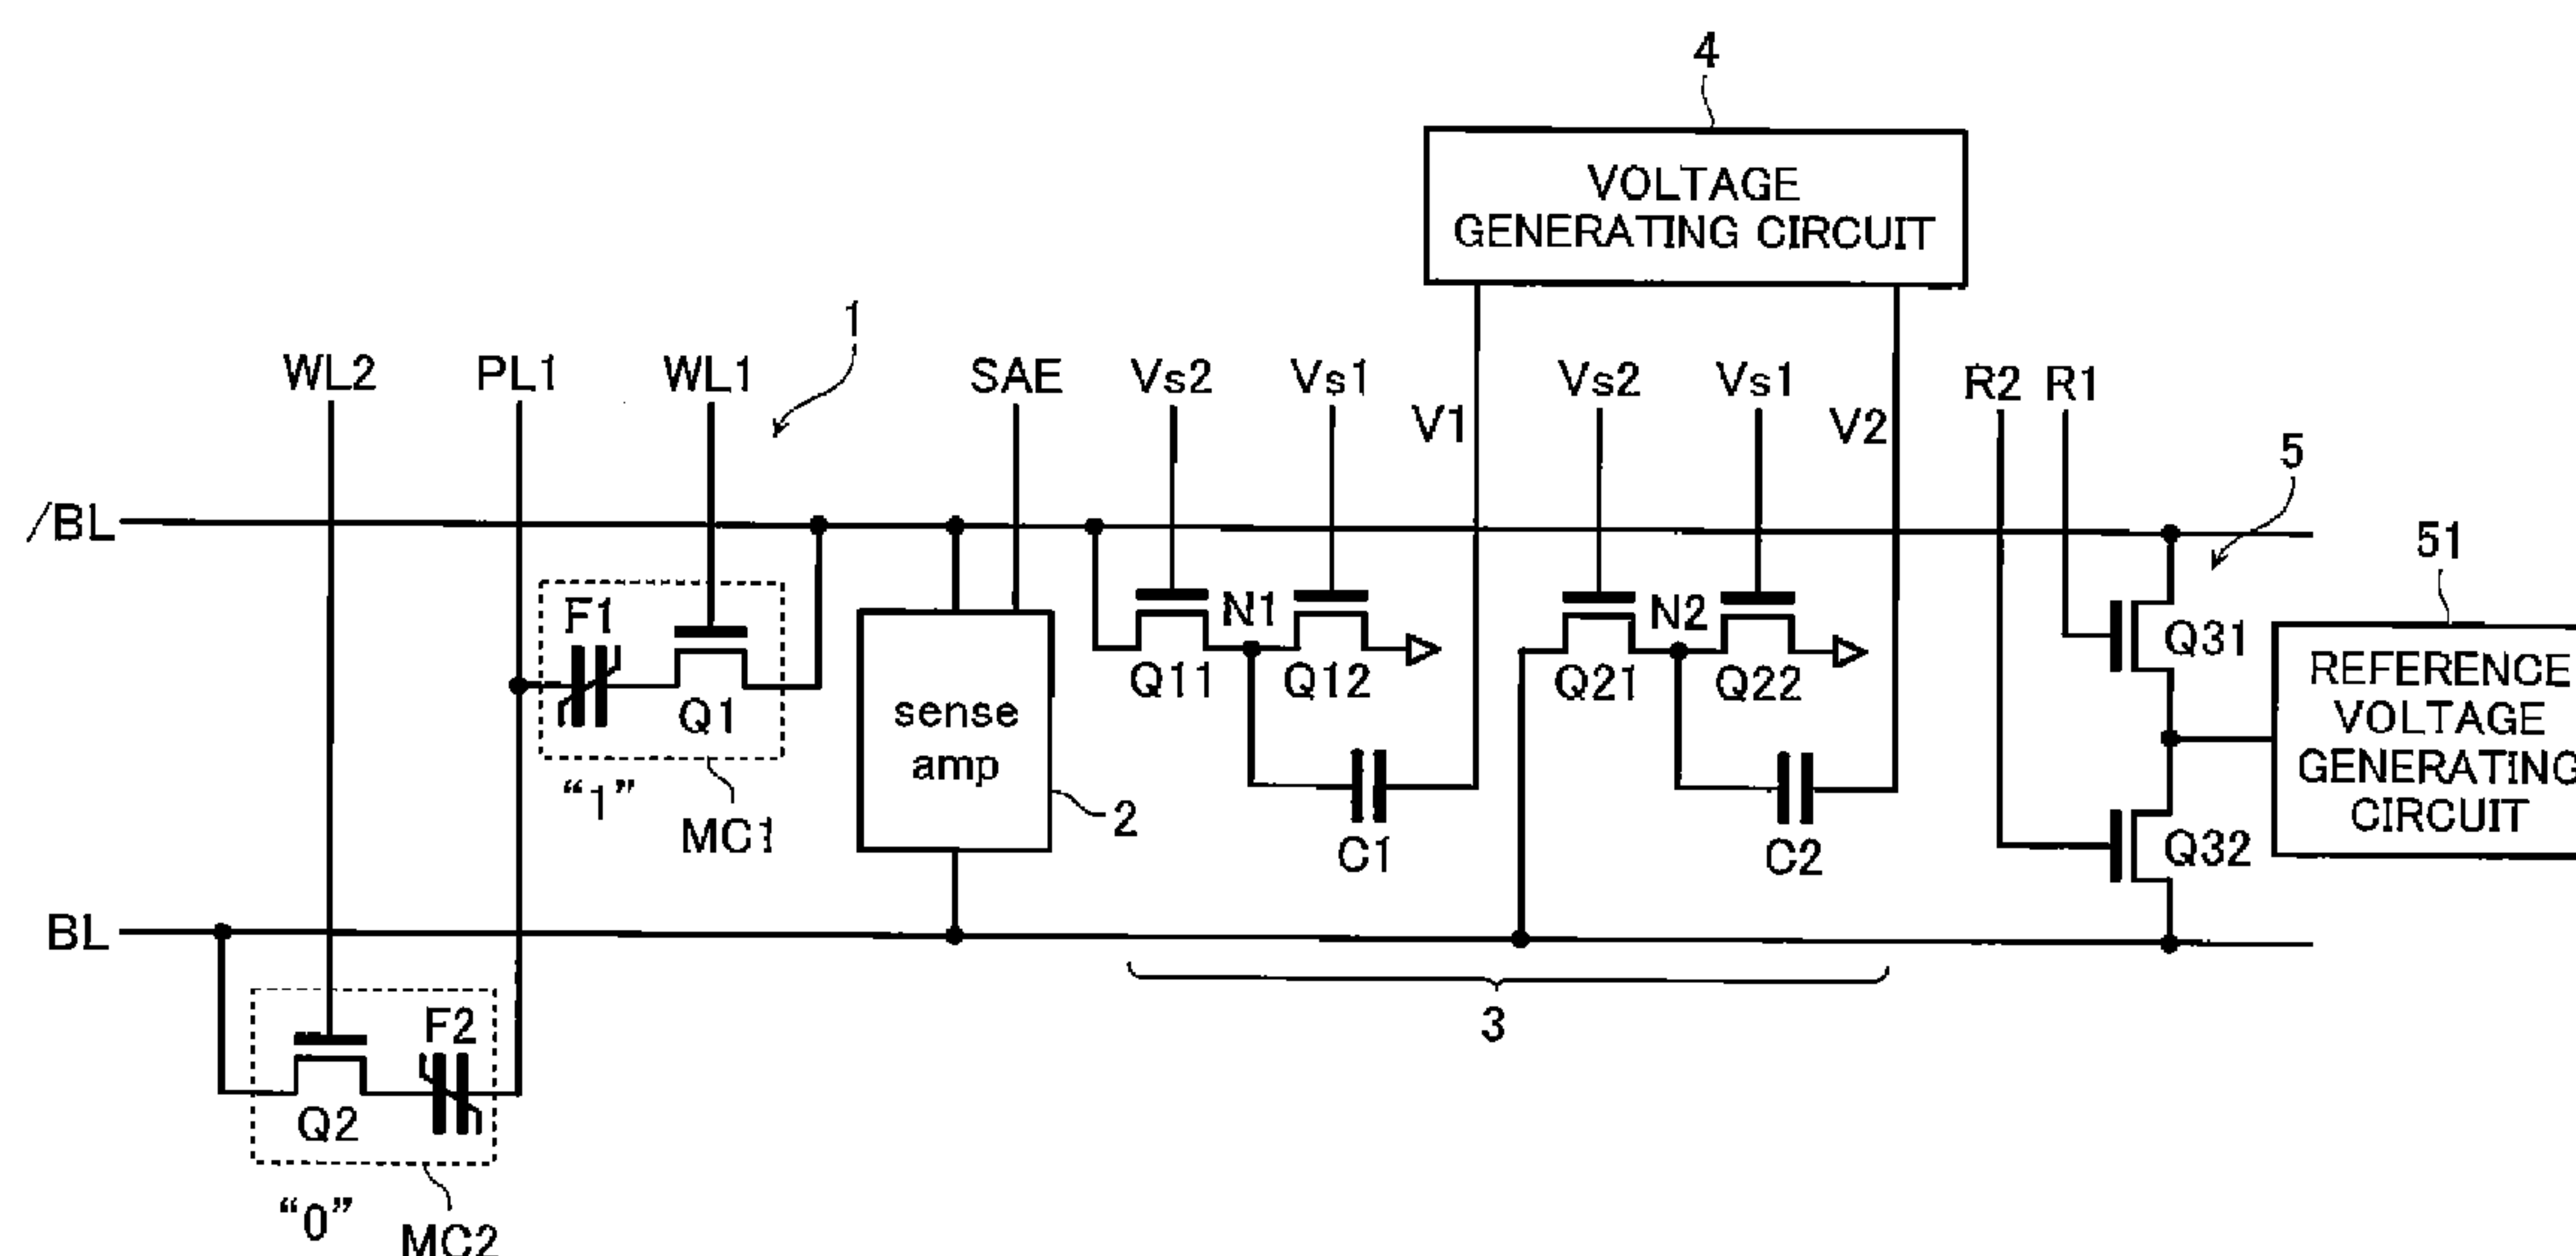 4
VOLTAGE
GENERATING CIRCUIT
1
WL2
PL1
WL1
SAE
Vs2
Vs1
V1
Vs2
Vs1
V2
R2
R1
5
/BL
51
F1
Q1
N1
Q11
Q12
N2
Q21
Q22
Q31
REFERENCE
VOLTAGE
GENERATING
CIRCUIT
sense
amp
2
"1"
MC1
C1
C2
Q32
BL
3
F2
Q2
"0"
MC2